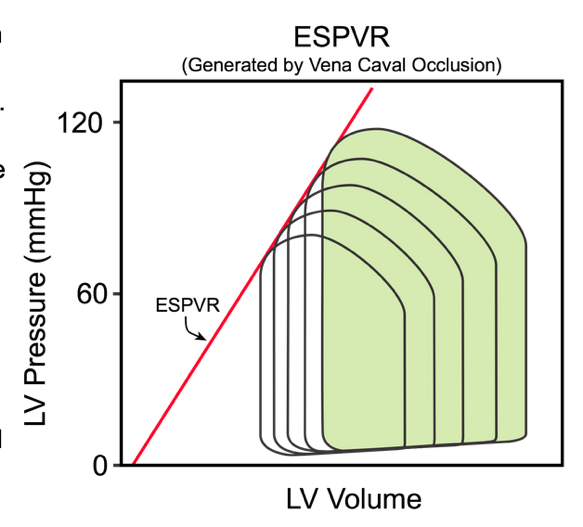 ESPVR
(Generated by Vena Caval Occlusion)
120
60
0
LV Pressure (mmHg)
ESPVR
LV Volume